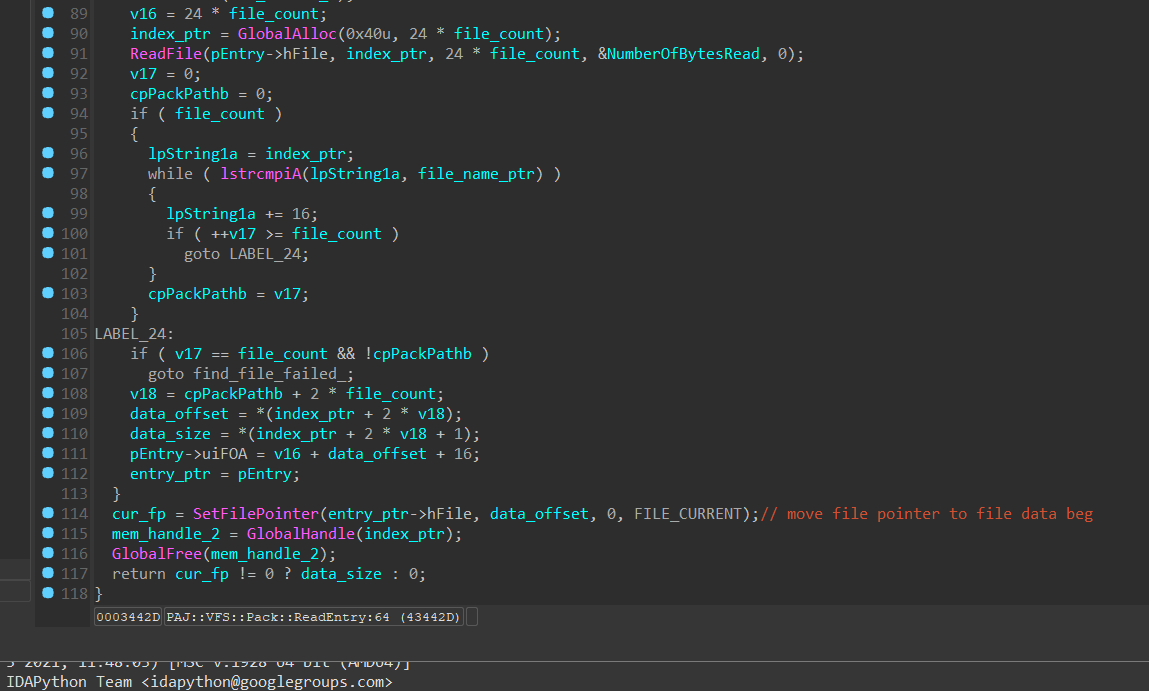 89 v16 = 24 * file_count;
90 index_ptr = GlobalAlloc(0x40u, 24 * file_count);
91 ReadFile(pEntry->hFile, index_ptr, 24 * file_count, &NumberOfBytesRead, 0);
92 v17 = 0;
93 cpPackPathb = 0;
94 if ( file_count )
95 {
96 lpString1a = index_ptr;
97 while ( lstrcmpiA(lpString1a, file_name_ptr) )
98 {
99 lpString1a += 16;
100 if ( ++v17 >= file_count )
101 goto LABEL_24;
102 }
103 cpPackPathb = v17;
104 }
105 LABEL_24:
106 if ( v17 == file_count && !cpPackPathb )
107 goto find_file_failed_;
108 v18 = cpPackPathb + 2 * file_count;
109 data_offset = *(index_ptr + 2 * v18);
110 data_size = *(index_ptr + 2 * v18 + 1);
111 pEntry->uiFOA = v16 + data_offset + 16;
112 entry_ptr = pEntry;
113 }
114 cur_fp = SetFilePointer(entry_ptr->hFile, data_offset, 0, FILE_CURRENT);// move file pointer to file data beg
115 mem_handle_2 = GlobalHandle(index_ptr);
116 GlobalFree(mem_handle_2);
117 return cur_fp != 0 ? data_size : 0;
118 }
0003442D PAJ::VFS::Pack::ReadEntry:64 (43442D)
5 2021, 11:48:03) [MSC v.1928 64 bit (AMD64)]
IDAPython Team <idapython@googlegroups.com>